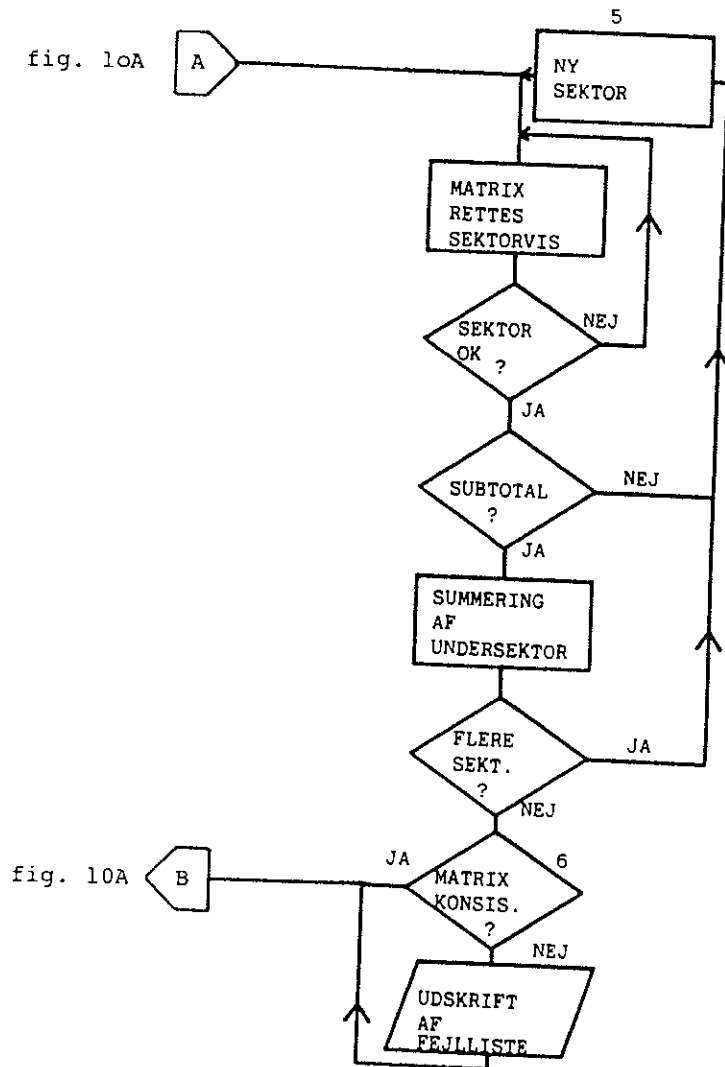 5
fig. 1oA
A
NY
SEKTOR
MATRIX
RETTES
SEKTORVIS
SEKTOR
OK ?
NEJ
JA
SUBTOTAL
?
NEJ
JA
SUMMERING
AF
UNDERSEKTOR
FLERE
SEKT.
?
JA
NEJ
fig. 10A
B
JA
6
MATRIX
KONSIS.
?
NEJ
UDSKRIFT
AF
FEJLLISTE